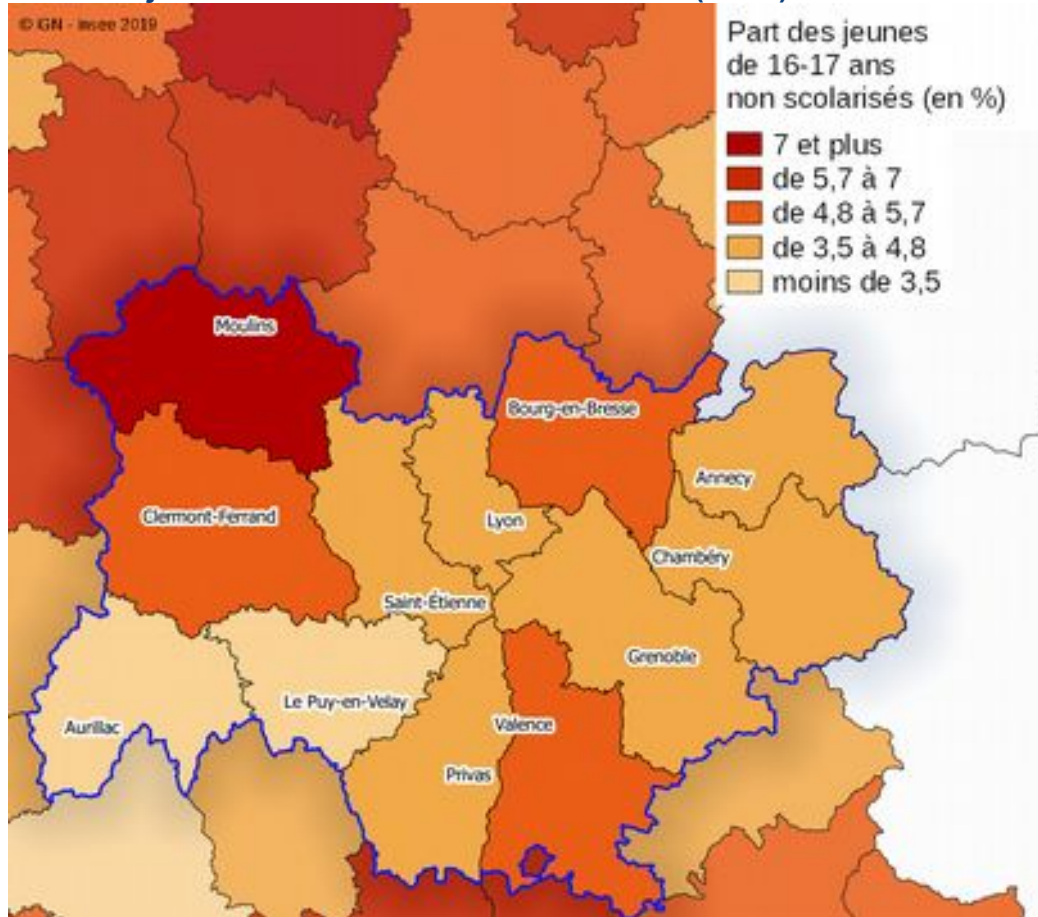 © IGN - Insee 2019
Part des jeunes
de 16-17 ans
non scolarisés (en %)
7 et plus
de 5,7 à 7
de 4,8 à 5,7
de 3,5 à 4,8
moins de 3,5
Moulins
Bourg-en-Bresse
Annecy
Clermont-Ferrand
Lyon
Chambéry
Saint-Étienne
Grenoble
Le Puy-en-Velay
Aurillac
Valence
Privas